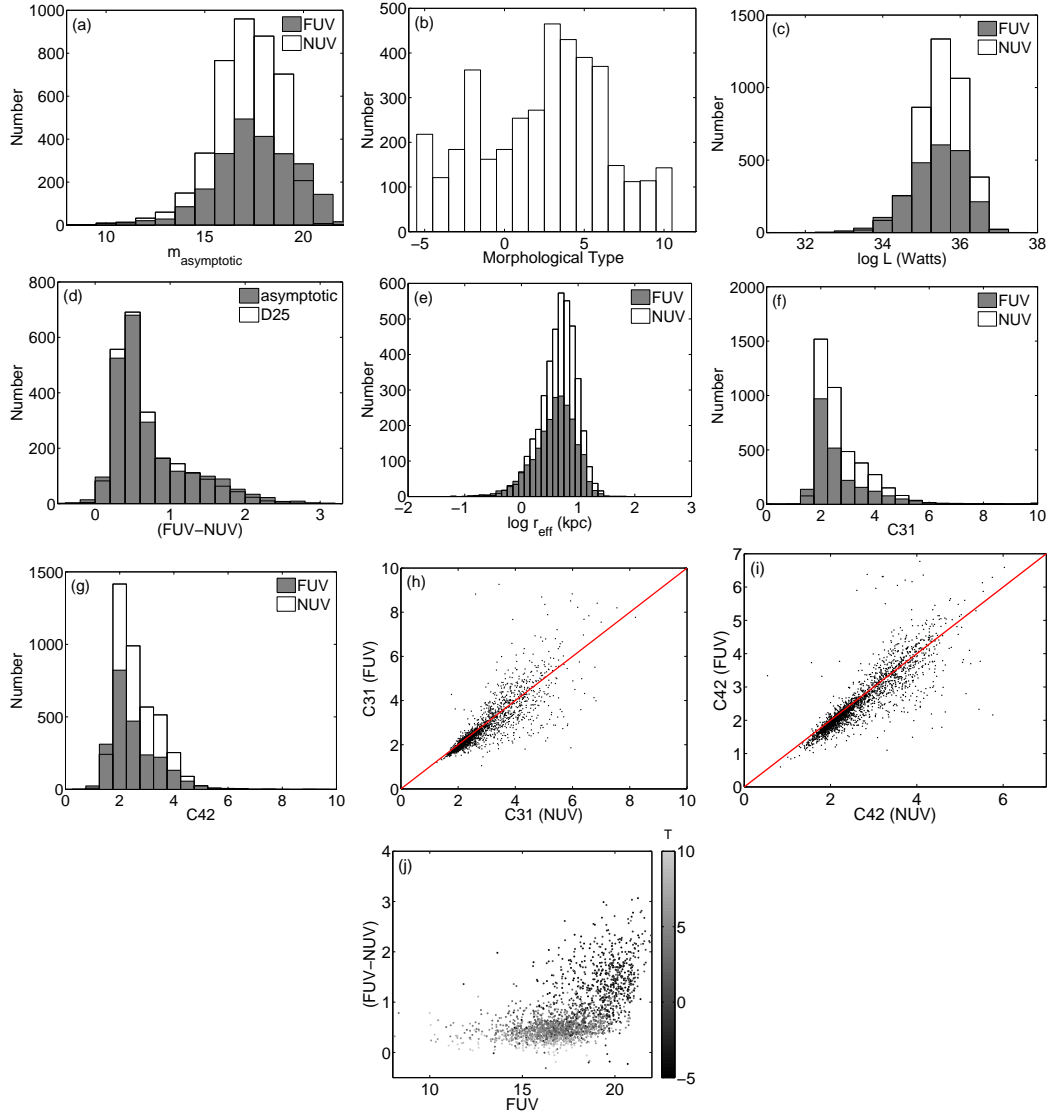 (a)
FUV
NUV
1000
800
600
400
200
0
Number
10
15
20
m_asymptotic
(b)
500
400
300
200
100
0
Number
−5
0
5
10
Morphological Type
(c)
FUV
NUV
1500
1000
500
0
Number
32
34
36
38
log L (Watts)
(d)
asymptotic
D25
800
600
400
200
0
Number
0
1
2
3
(FUV−NUV)
(e)
FUV
NUV
600
500
400
300
200
100
0
Number
−2
−1
0
1
2
3
log r_eff (kpc)
(f)
FUV
NUV
2000
1500
1000
500
0
Number
0
2
4
6
8
10
C31
(g)
FUV
NUV
1500
1000
500
0
Number
0
2
4
6
8
10
C42
(h)
10
8
6
4
2
0
C31 (FUV)
0
2
4
6
8
10
C31 (NUV)
(i)
7
6
5
4
3
2
1
0
C42 (FUV)
0
2
4
6
C42 (NUV)
(j)
4
3
2
1
0
(FUV−NUV)
10
15
20
FUV
T
10
5
0
−5